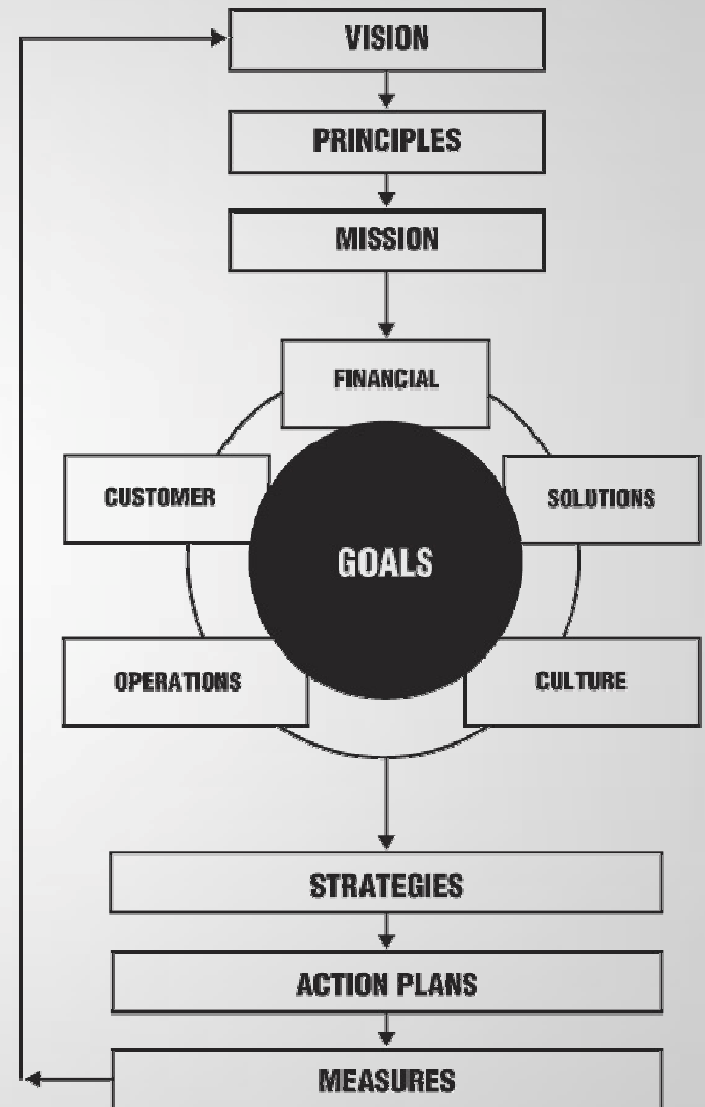 VISION
PRINCIPLES
MISSION
FINANCIAL
CUSTOMER
SOLUTIONS
GOALS
OPERATIONS
CULTURE
STRATEGIES
ACTION PLANS
MEASURES